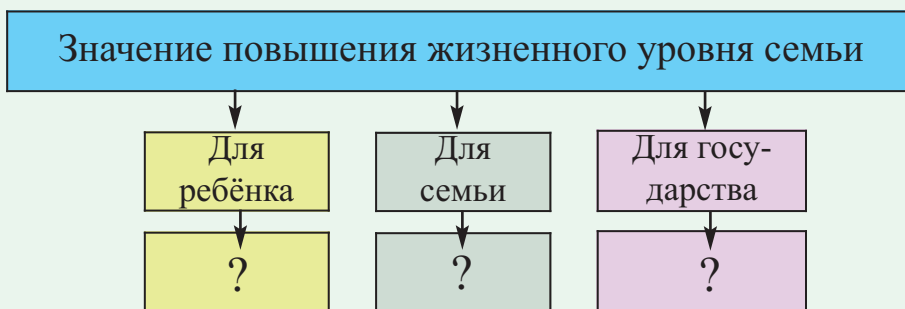 Значение повышения жизненного уровня семьи
Для
ребёнка
Для
семьи
Для госу-
дарства
?
?
?